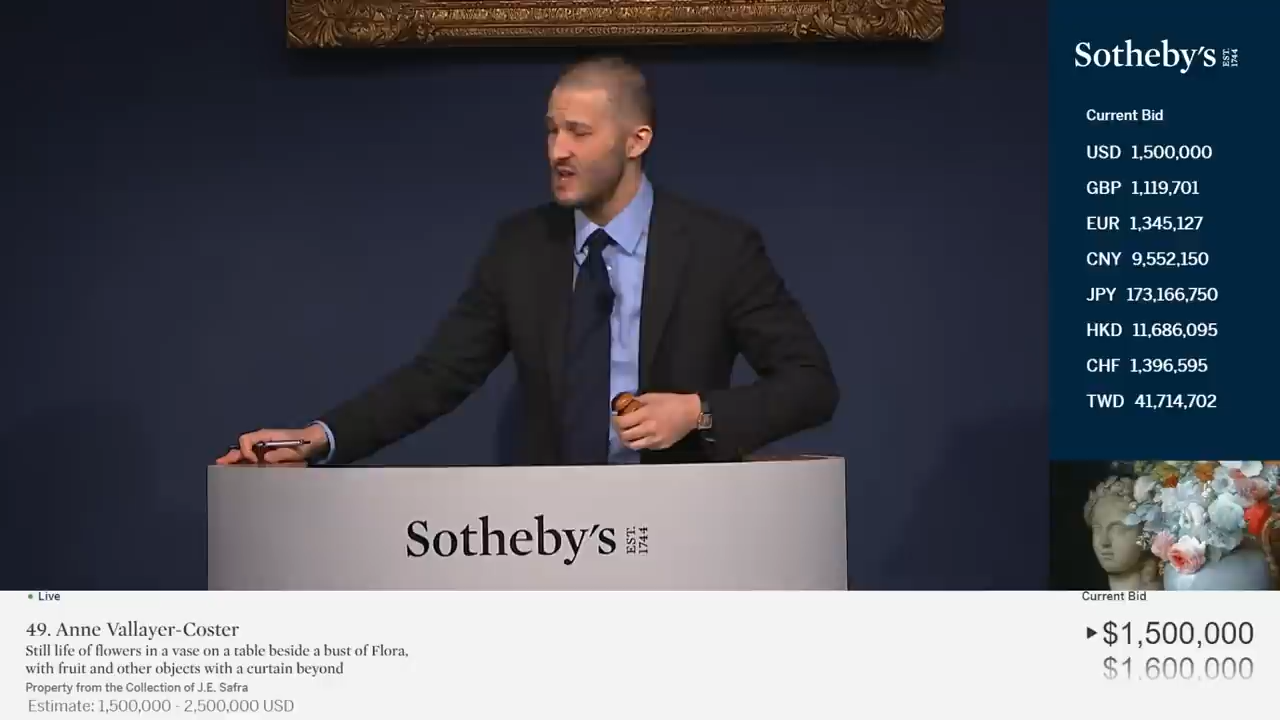 Sotheby's EST. 1744
Current Bid
USD 1,500,000
GBP 1,119,701
EUR 1,345,127
CNY 9,552,150
JPY 173,166,750
HKD 11,686,095
CHF 1,396,595
TWD 41,714,702
Sotheby's EST. 1744
Live
49. Anne Vallayer-Coster
Still life of flowers in a vase on a table beside a bust of Flora,
with fruit and other objects with a curtain beyond
Property from the Collection of J.E. Safra
Estimate: 1,500,000 - 2,500,000 USD
Current Bid
$1,500,000
$1,600,000